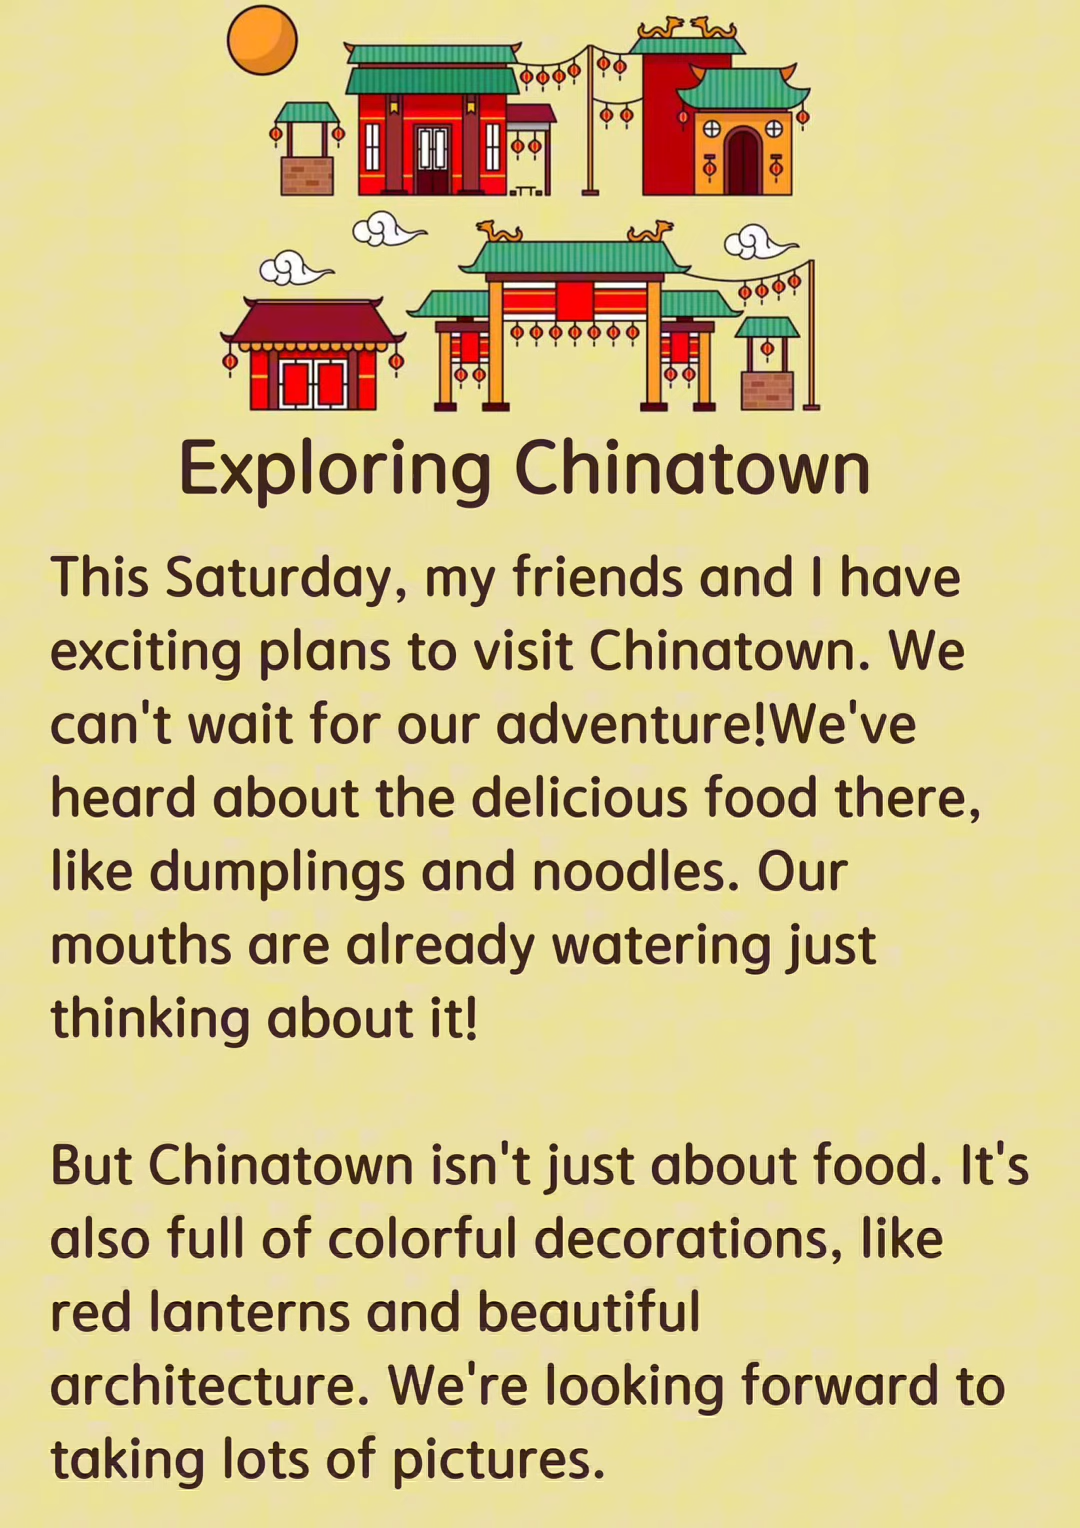 Exploring Chinatown
This Saturday, my friends and I have
exciting plans to visit Chinatown. We
can't wait for our adventure!We've
heard about the delicious food there,
like dumplings and noodles. Our
mouths are already watering just
thinking about it!
But Chinatown isn't just about food. It's
also full of colorful decorations, like
red lanterns and beautiful
architecture. We're looking forward to
taking lots of pictures.